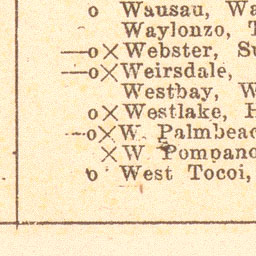 o Wausau, Wa
Waylonzo, T
—o×Webster, Su
—o×Weirsdale,
Westbay, W
o×Westlake, H
—o×W. Palmbeac
×W Pompano
o West Tocoi,